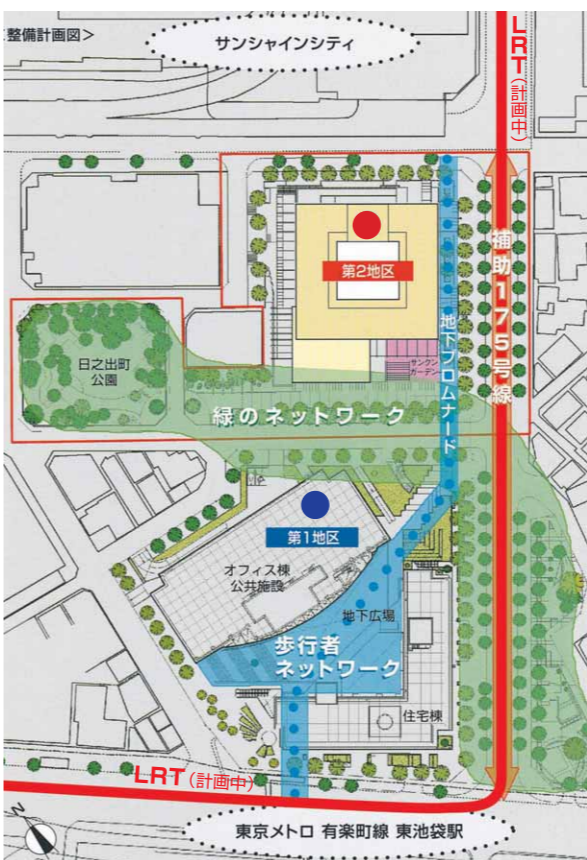 整備計画図>
サンシャインシティ
LRT(計画中)
補助175号線
第2地区
サンクン
ガーデン
地下プロムナード
日之出町
公園
緑のネットワーク
第1地区
オフィス棟
公共施設
地下広場
歩行者
ネットワーク
住宅棟
LRT(計画中)
N
東京メトロ 有楽町線 東池袋駅